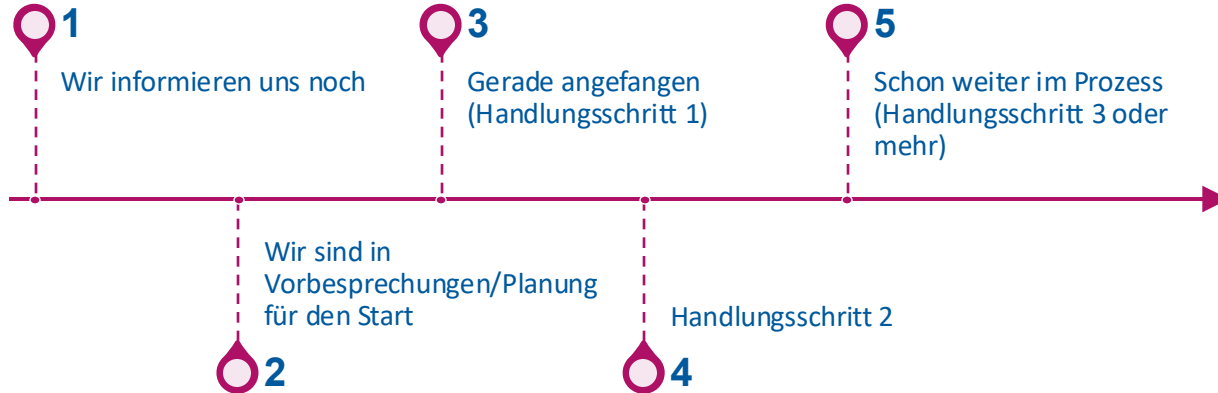 1
Wir informieren uns noch
2
Wir sind in
Vorbesprechungen/Planung
für den Start
3
Gerade angefangen
(Handlungsschritt 1)
4
Handlungsschritt 2
5
Schon weiter im Prozess
(Handlungsschritt 3 oder
mehr)